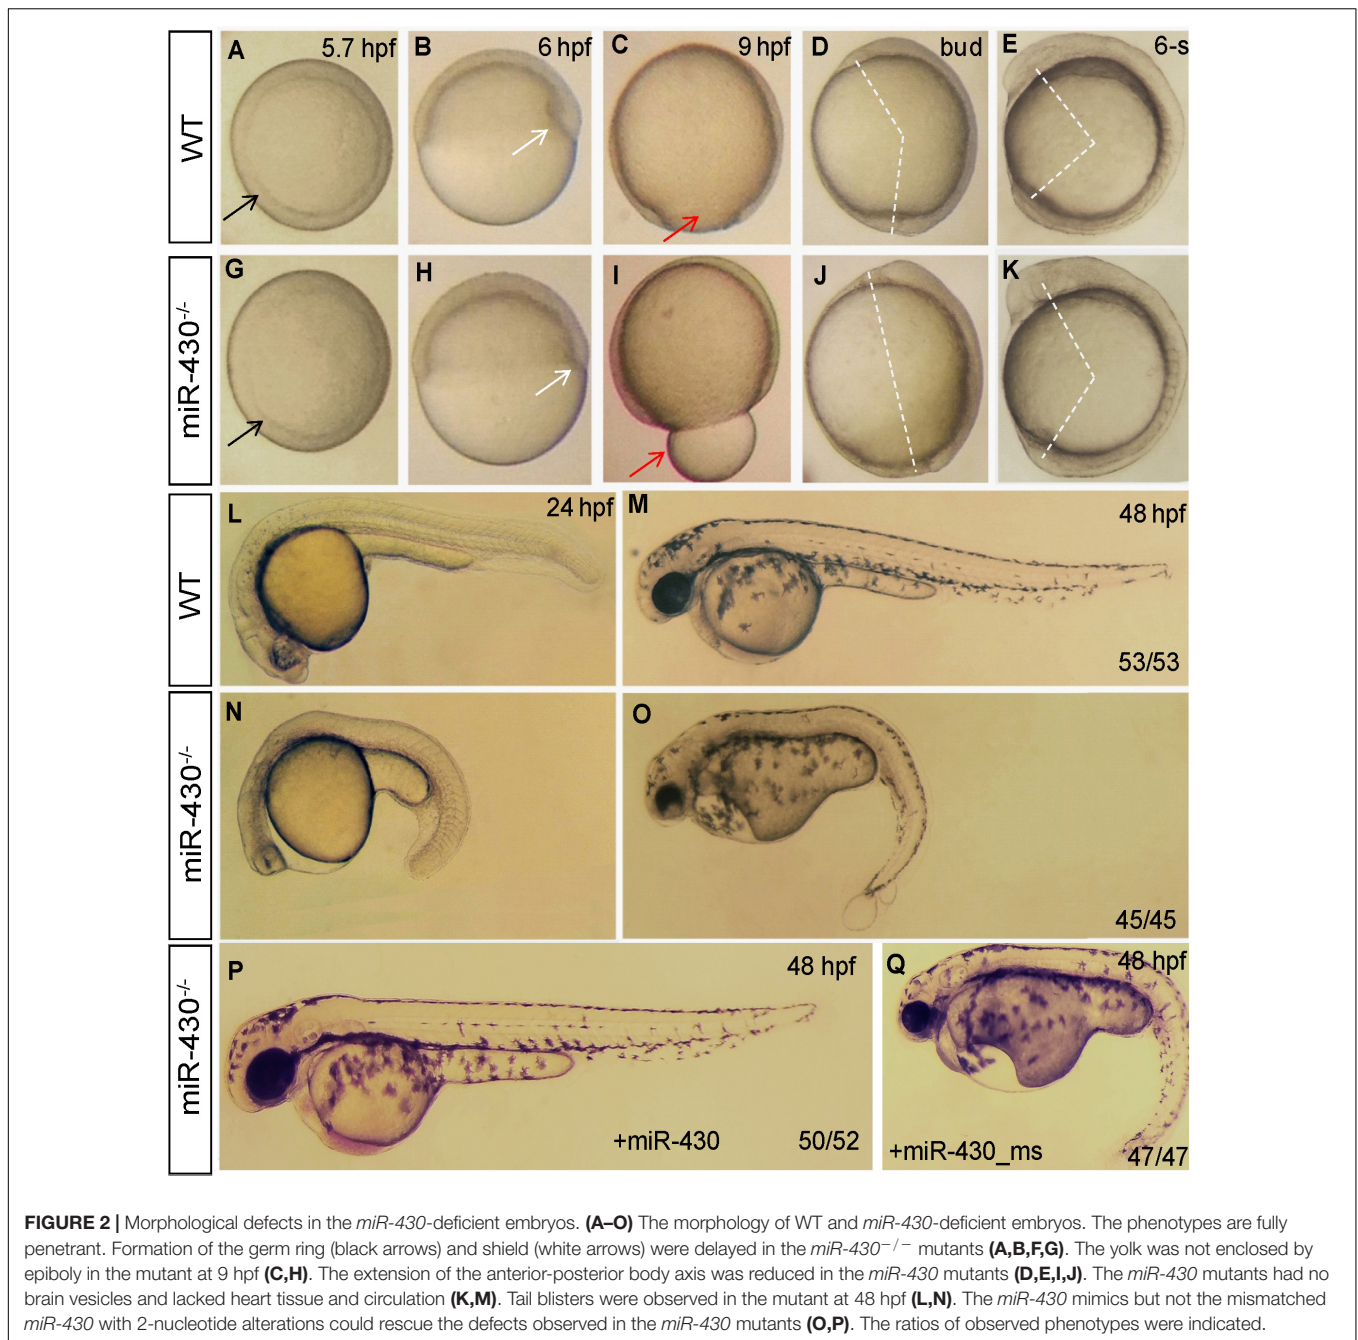 WT
A
5.7 hpf
B
6 hpf
C
9 hpf
D
bud
E
6-s
miR-430-/-
G
H
I
J
K
WT
L
24 hpf
M
48 hpf
53/53
miR-430-/-
N
O
45/45
miR-430-/-
P
48 hpf
+miR-430
50/52
Q
48 hpf
+miR-430_ms
47/47
FIGURE 2 | Morphological defects in the miR-430-deficient embryos. (A–O) The morphology of WT and miR-430-deficient embryos. The phenotypes are fully
penetrant. Formation of the germ ring (black arrows) and shield (white arrows) were delayed in the miR-430−/− mutants (A,B,F,G). The yolk was not enclosed by
epiboly in the mutant at 9 hpf (C,H). The extension of the anterior-posterior body axis was reduced in the miR-430 mutants (D,E,I,J). The miR-430 mutants had no
brain vesicles and lacked heart tissue and circulation (K,M). Tail blisters were observed in the mutant at 48 hpf (L,N). The miR-430 mimics but not the mismatched
miR-430 with 2-nucleotide alterations could rescue the defects observed in the miR-430 mutants (O,P). The ratios of observed phenotypes were indicated.